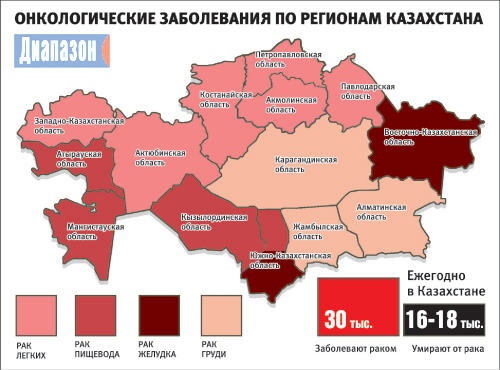 ОНКОЛОГИЧЕСКИЕ ЗАБОЛЕВАНИЯ ПО РЕГИОНАМ КАЗАХСТАНА
Диапазон
Петропавловская
область
Костанайская
область
Акмолинская
область
Павлодарская
область
Западно-Казахстанская
область
Атырауская
область
Актюбинская
область
Восточно-Казахстанская
область
Карагандинская
область
Мангистауская
область
Кызылординская
область
Жамбылская
область
Алматинская
область
Южно-Казахстанская
область
РАК
ЛЕГКИХ
РАК
ПИЩЕВОДА
РАК
ЖЕЛУДКА
РАК
ГРУДИ
Ежегодно
в Казахстане
30 тыс.
16-18 тыс.
Заболевают раком
Умирают от рака